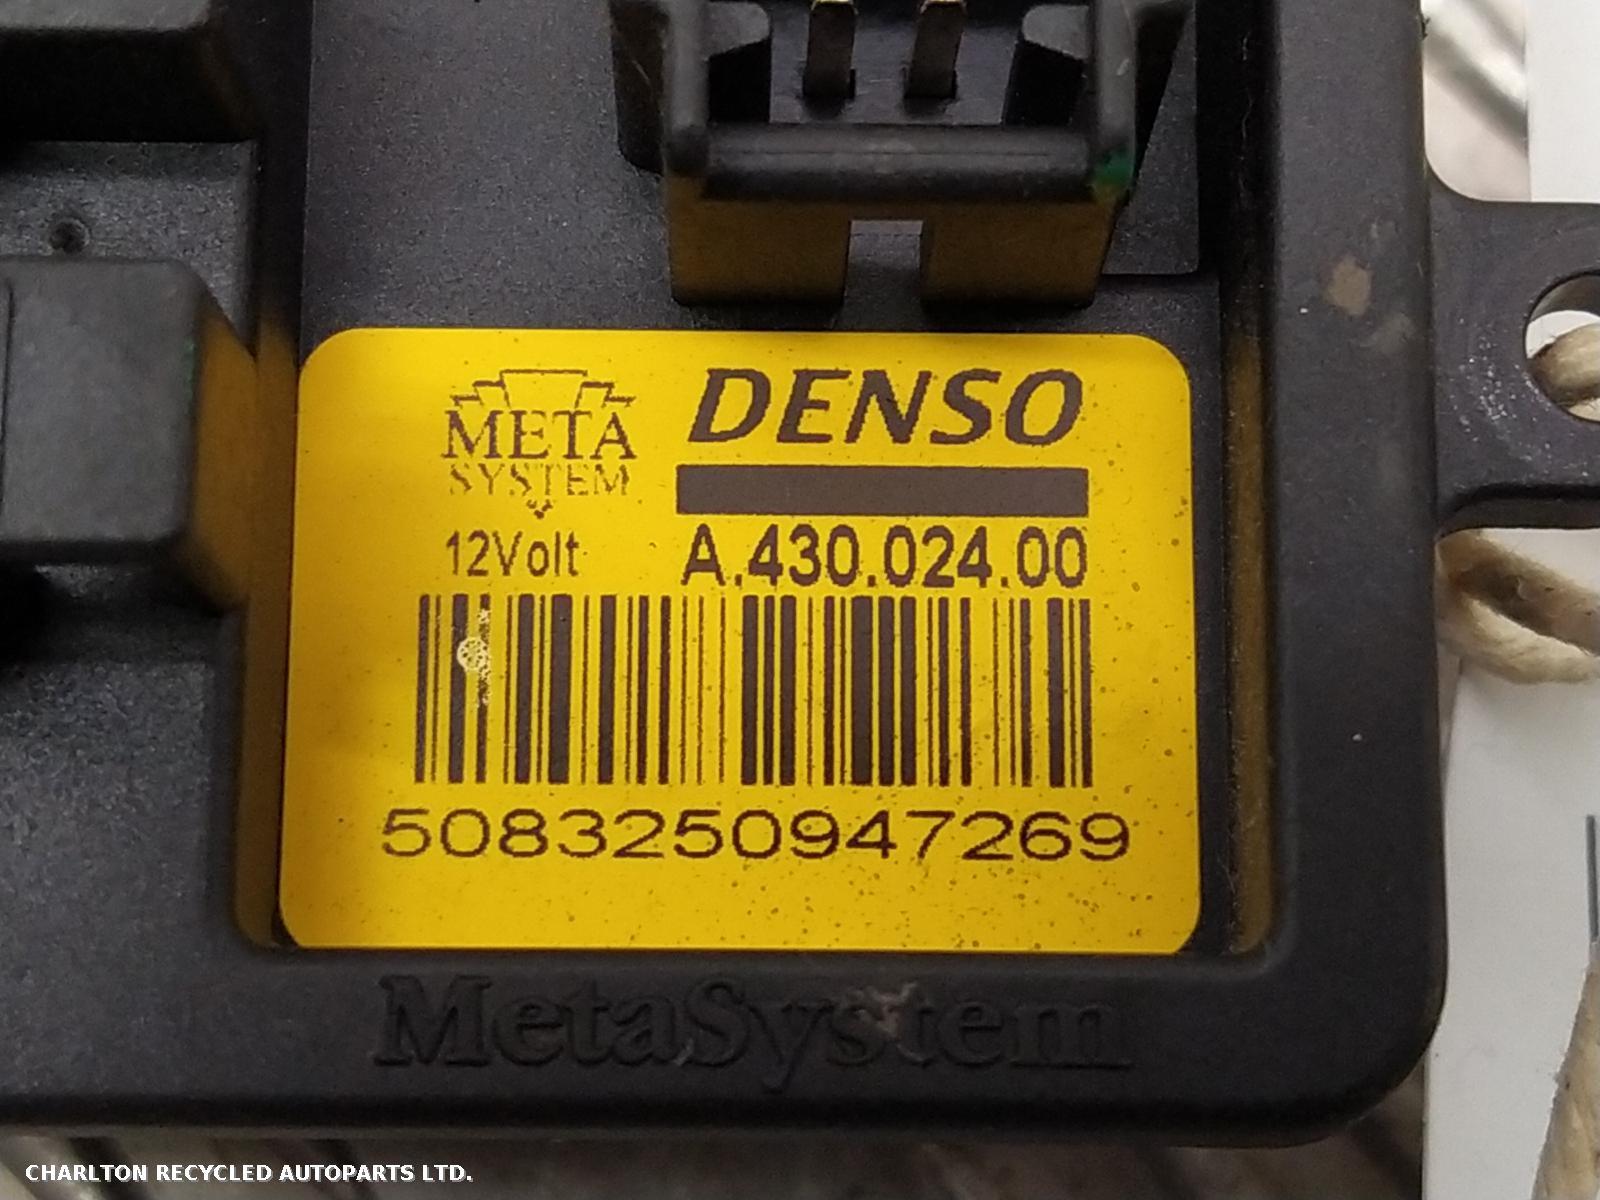 META
SYSTEM
DENSO
12Volt
A.430.024.00
5083250947269
MetaSystem
CHARLTON RECYCLED AUTOPARTS LTD.